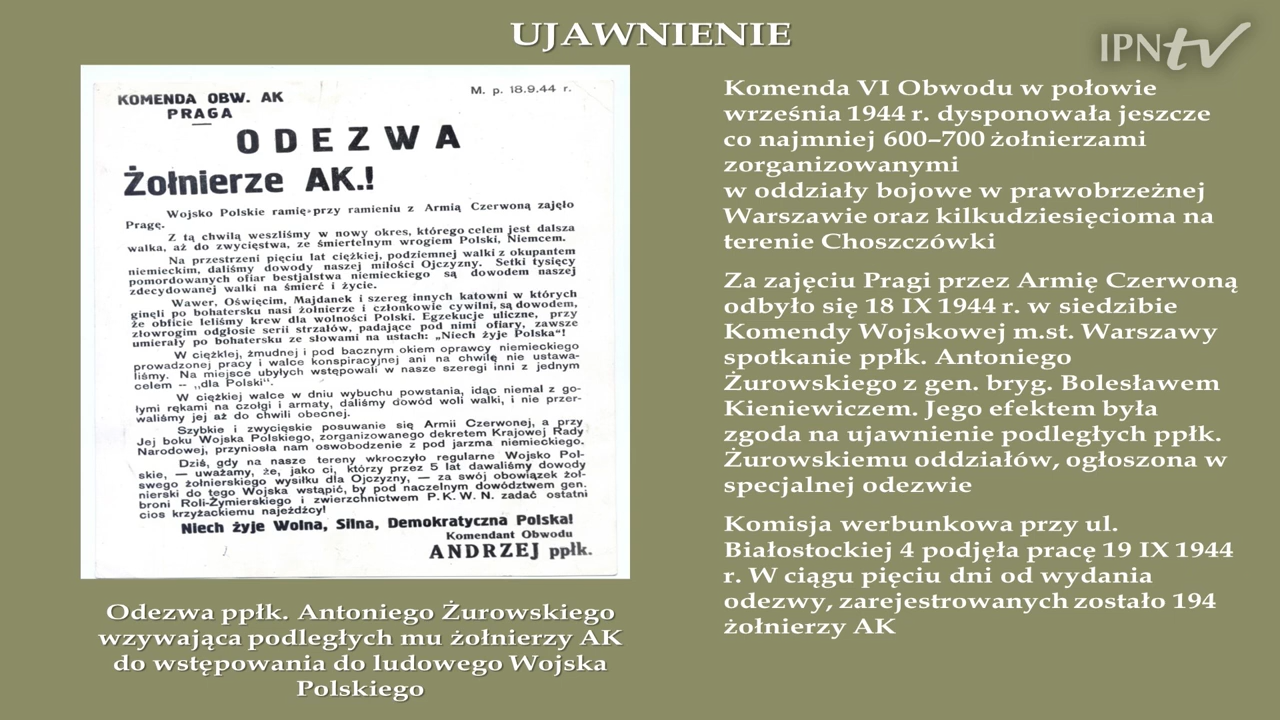 UJAWNIENIE
IPNtv
KOMENDA OBW. AK
PRAGA
M. p. 18.9.44 r.
ODEZWA
Żołnierze AK.!
Wojsko Polskie ramię przy ramieniu z Armią Czerwoną zajęło
Pragę.
Z tą chwilą weszliśmy w nowy okres, którego celem jest dalsza
walka, aż do zwycięstwa, ze śmiertelnym wrogiem Polski, Niemcem.
Na przestrzeni pięciu lat ciężkiej, podziemnej walki z okupantem
niemieckim, daliśmy dowody naszej miłości Ojczyzny. Setki tysięcy
pomordowanych ofiar bestjalstwa niemieckiego są dowodem naszej
zdecydowanej walki na śmierć i życie.
Wawer, Oświęcim, Majdanek i szereg innych katowni w których
ginęli po bohatersku nasi żołnierze i członkowie cywilni, są dowodem,
że obficie leliśmy krew dla wolności Polski. Egzekucje uliczne, przy
złowrogim odgłosie serii strzałów, padające pod nimi ofiary, zawsze
umierały po bohatersku ze słowami na ustach: „Niech żyje Polska"!
W ciężkiej, żmudnej i pod bacznym okiem oprawcy niemieckiego
prowadzonej pracy i walce konspiracyjnej ani na chwilę nie ustawa-
liśmy. Na miejsce ubyłych wstępowali w nasze szeregi inni z jednym
celem -- „dla Polski".
W ciężkiej walce w dniu wybuchu powstania, idąc niemal z go-
łymi rękami na czołgi i armaty, daliśmy dowód woli walki, i nie przer-
waliśmy jej aż do chwili obecnej.
Szybkie i zwycięskie posuwanie się Armii Czerwonej, a przy
Jej boku Wojska Polskiego, zorganizowanego dekretem Krajowej Rady
Narodowej, przyniosła nam oswobodzenie z pod jarzma niemieckiego.
Dziś, gdy na nasze tereny wkroczyło regularne Wojsko Pol-
skie, — uważamy, że, jako ci, którzy przez 5 lat dawaliśmy dowody
swego żołnierskiego wysiłku dla Ojczyzny, — za swój obowiązek żoł-
nierski do tego Wojska wstąpić, by pod naczelnym dowództwem gen.
broni Roli-Żymierskiego i zwierzchnictwem P. K. W. N. zadać ostatni
cios krzyżackiemu najeźdźcy!
Niech żyje Wolna, Silna, Demokratyczna Polska!
Komendant Obwodu
ANDRZEJ ppłk.
Odezwa ppłk. Antoniego Żurowskiego
wzywająca podległych mu żołnierzy AK
do wstępowania do ludowego Wojska
Polskiego
Komenda VI Obwodu w połowie
września 1944 r. dysponowała jeszcze
co najmniej 600–700 żołnierzami
zorganizowanymi
w oddziały bojowe w prawobrzeżnej
Warszawie oraz kilkudziesięcioma na
terenie Choszczówki
Za zajęciu Pragi przez Armię Czerwoną
odbyło się 18 IX 1944 r. w siedzibie
Komendy Wojskowej m.st. Warszawy
spotkanie ppłk. Antoniego
Żurowskiego z gen. bryg. Bolesławem
Kieniewiczem. Jego efektem była
zgoda na ujawnienie podległych ppłk.
Żurowskiemu oddziałów, ogłoszona w
specjalnej odezwie
Komisja werbunkowa przy ul.
Białostockiej 4 podjęła pracę 19 IX 1944
r. W ciągu pięciu dni od wydania
odezwy, zarejestrowanych zostało 194
żołnierzy AK